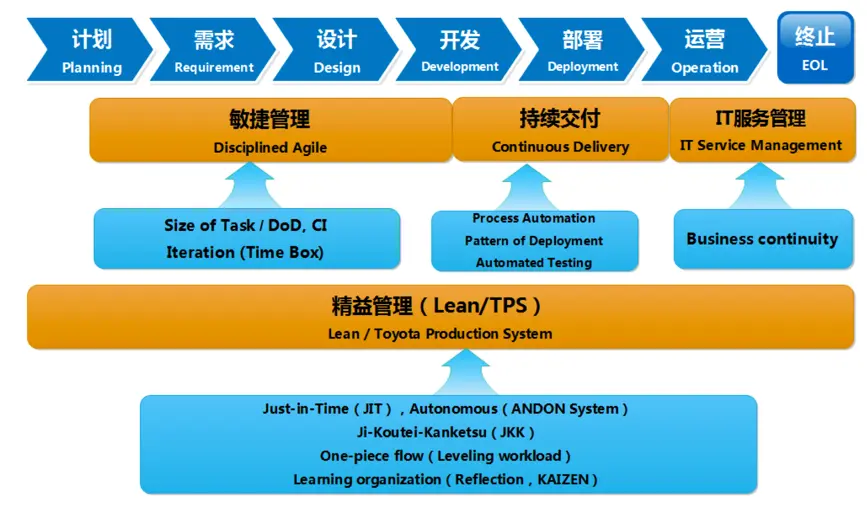 计划
Planning
需求
Requirement
设计
Design
开发
Development
部署
Deployment
运营
Operation
终止
EOL
敏捷管理
Disciplined Agile
持续交付
Continuous Delivery
IT服务管理
IT Service Management
Size of Task / DoD, CI
Iteration (Time Box)
Process Automation
Pattern of Deployment
Automated Testing
Business continuity
精益管理（Lean/TPS）
Lean / Toyota Production System
Just-in-Time（JIT）, Autonomous（ANDON System）
Ji-Koutei-Kanketsu（JKK）
One-piece flow（Leveling workload）
Learning organization（Reflection, KAIZEN）